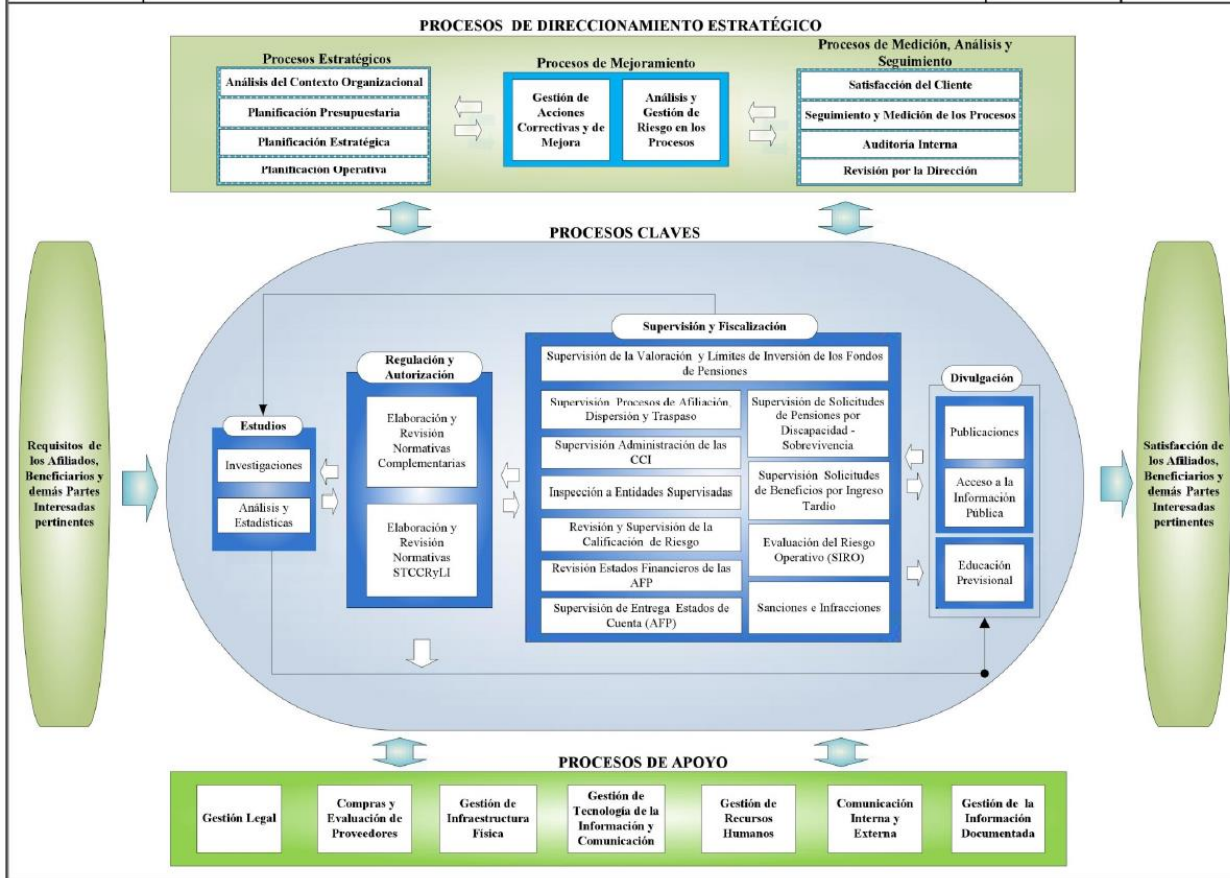 PROCESOS DE DIRECCIONAMIENTO ESTRATÉGICO
Procesos Estratégicos
Análisis del Contexto Organizacional
Planificación Presupuestaria
Planificación Estratégica
Planificación Operativa
Procesos de Mejoramiento
Gestión de
Acciones
Correctivas y de
Mejora
Análisis y
Gestión de
Riesgo en los
Procesos
Procesos de Medición, Análisis y
Seguimiento
Satisfacción del Cliente
Seguimiento y Medición de los Procesos
Auditoría Interna
Revisión por la Dirección
PROCESOS CLAVES
Requisitos de
los Afiliados,
Beneficiarios y
demás Partes
Interesadas
pertinentes
Estudios
Investigaciones
Análisis y
Estadísticas
Regulación y
Autorización
Elaboración y
Revisión
Normativas
Complementarias
Elaboración y
Revisión
Normativas
STCCRyLI
Supervisión y Fiscalización
Supervisión de la Valoración y Límites de Inversión de los Fondos
de Pensiones
Supervisión Procesos de Afiliación,
Dispersión y Traspaso
Supervisión Administración de las
CCI
Inspección a Entidades Supervisadas
Revisión y Supervisión de la
Calificación de Riesgo
Revisión Estados Financieros de las
AFP
Supervisión de Entrega Estados de
Cuenta (AFP)
Supervisión de Solicitudes
de Pensiones por
Discapacidad -
Sobrevivencia
Supervisión Solicitudes
de Beneficios por Ingreso
Tardío
Evaluación del Riesgo
Operativo (SIRO)
Sanciones e Infracciones
Divulgación
Publicaciones
Acceso a la
Información
Pública
Educación
Previsional
Satisfacción de
los Afiliados,
Beneficiarios y
demás Partes
Interesadas
pertinentes
PROCESOS DE APOYO
Gestión Legal
Compras y
Evaluación de
Proveedores
Gestión de
Infraestructura
Física
Gestión de
Tecnología de la
Información y
Comunicación
Gestión de
Recursos
Humanos
Comunicación
Interna y
Externa
Gestión de la
Información
Documentada